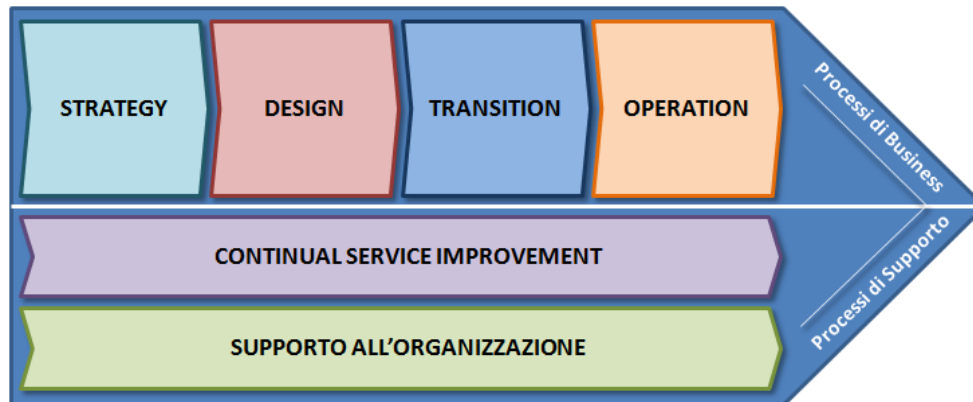 STRATEGY
DESIGN
TRANSITION
OPERATION
Processi di Business
CONTINUAL SERVICE IMPROVEMENT
SUPPORTO ALL’ORGANIZZAZIONE
Processi di Supporto